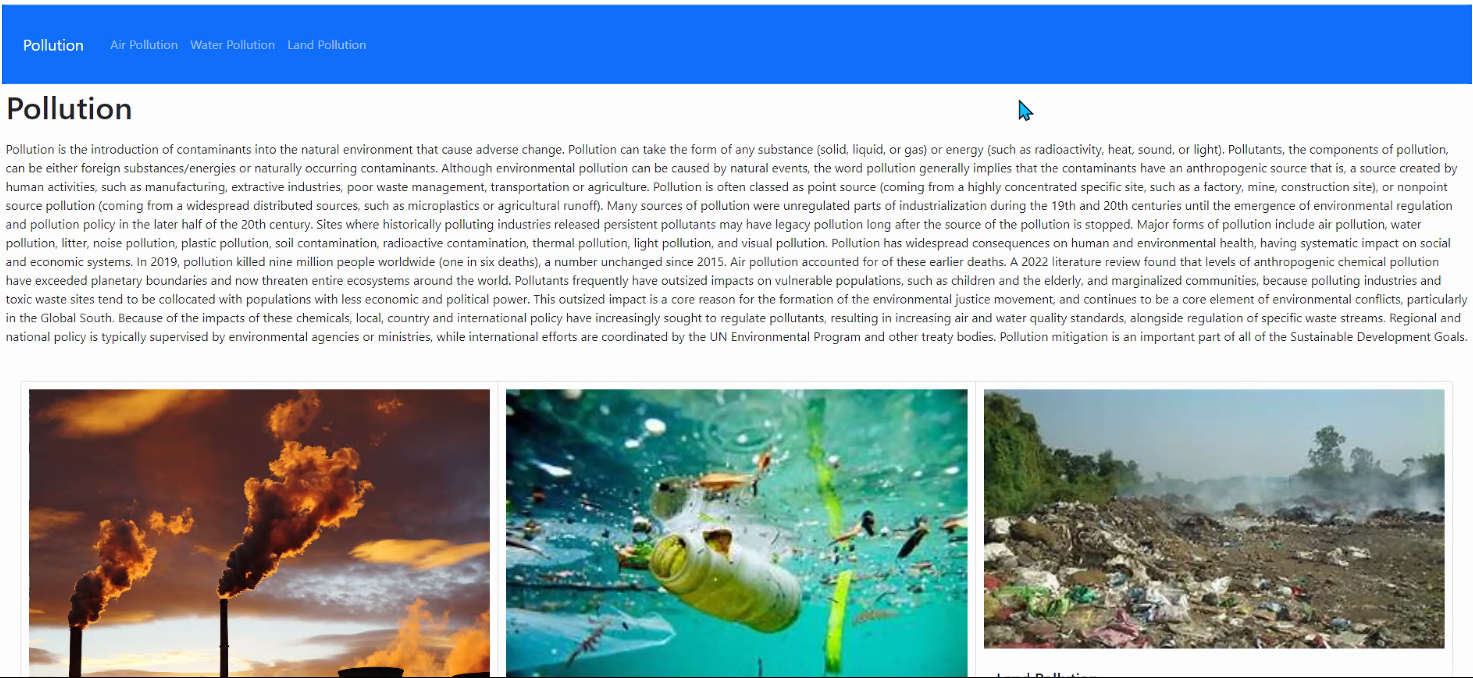 Pollution Air Pollution Water Pollution Land Pollution
Pollution
Pollution is the introduction of contaminants into the natural environment that cause adverse change. Pollution can take the form of any substance (solid, liquid, or gas) or energy (such as radioactivity, heat, sound, or light). Pollutants, the components of pollution,
can be either foreign substances/energies or naturally occurring contaminants. Although environmental pollution can be caused by natural events, the word pollution generally implies that the contaminants have an anthropogenic source that is, a source created by
human activities, such as manufacturing, extractive industries, poor waste management, transportation or agriculture. Pollution is often classed as point source (coming from a highly concentrated specific site, such as a factory, mine, construction site), or nonpoint
source pollution (coming from a widespread distributed sources, such as microplastics or agricultural runoff). Many sources of pollution were unregulated parts of industrialization during the 19th and 20th centuries until the emergence of environmental regulation
and pollution policy in the later half of the 20th century. Sites where historically polluting industries released persistent pollutants may have legacy pollution long after the source of the pollution is stopped. Major forms of pollution include air pollution, water
pollution, litter, noise pollution, plastic pollution, soil contamination, radioactive contamination, thermal pollution, light pollution, and visual pollution. Pollution has widespread consequences on human and environmental health, having systematic impact on social
and economic systems. In 2019, pollution killed nine million people worldwide (one in six deaths), a number unchanged since 2015. Air pollution accounted for of these earlier deaths. A 2022 literature review found that levels of anthropogenic chemical pollution
have exceeded planetary boundaries and now threaten entire ecosystems around the world. Pollutants frequently have outsized impacts on vulnerable populations, such as children and the elderly, and marginalized communities, because polluting industries and
toxic waste sites tend to be collocated with populations with less economic and political power. This outsized impact is a core reason for the formation of the environmental justice movement, and continues to be a core element of environmental conflicts, particularly
in the Global South. Because of the impacts of these chemicals, local, country and international policy have increasingly sought to regulate pollutants, resulting in increasing air and water quality standards, alongside regulation of specific waste streams. Regional and
national policy is typically supervised by environmental agencies or ministries, while international efforts are coordinated by the UN Environmental Program and other treaty bodies. Pollution mitigation is an important part of all of the Sustainable Development Goals.
Land Pollution